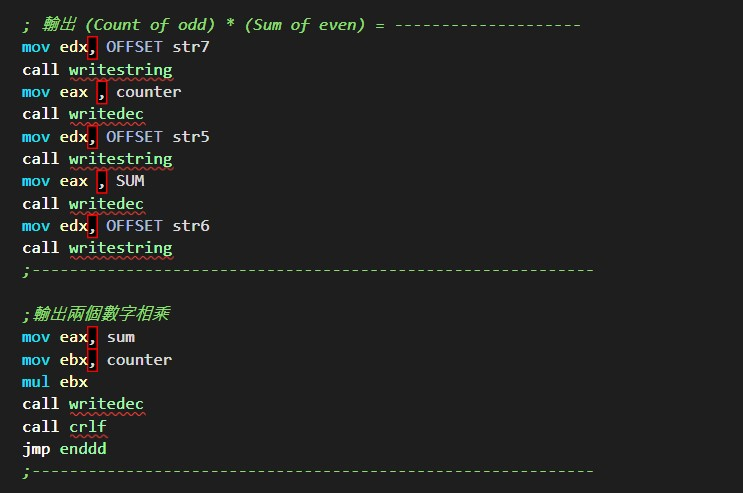 ; 輸出 (Count of odd) * (Sum of even) = --------------------
mov edx, OFFSET str7
call writestring
mov eax , counter
call writedec
mov edx, OFFSET str5
call writestring
mov eax , SUM
call writedec
mov edx, OFFSET str6
call writestring
;------------------------------------------------------------
;輸出兩個數字相乘
mov eax, sum
mov ebx, counter
mul ebx
call writedec
call crlf
jmp enddd
;------------------------------------------------------------